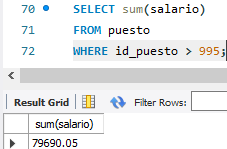 70 SELECT sum(salario)
71 FROM puesto
72 WHERE id_puesto > 995;
Result Grid Filter Rows:
sum(salario)
79690.05